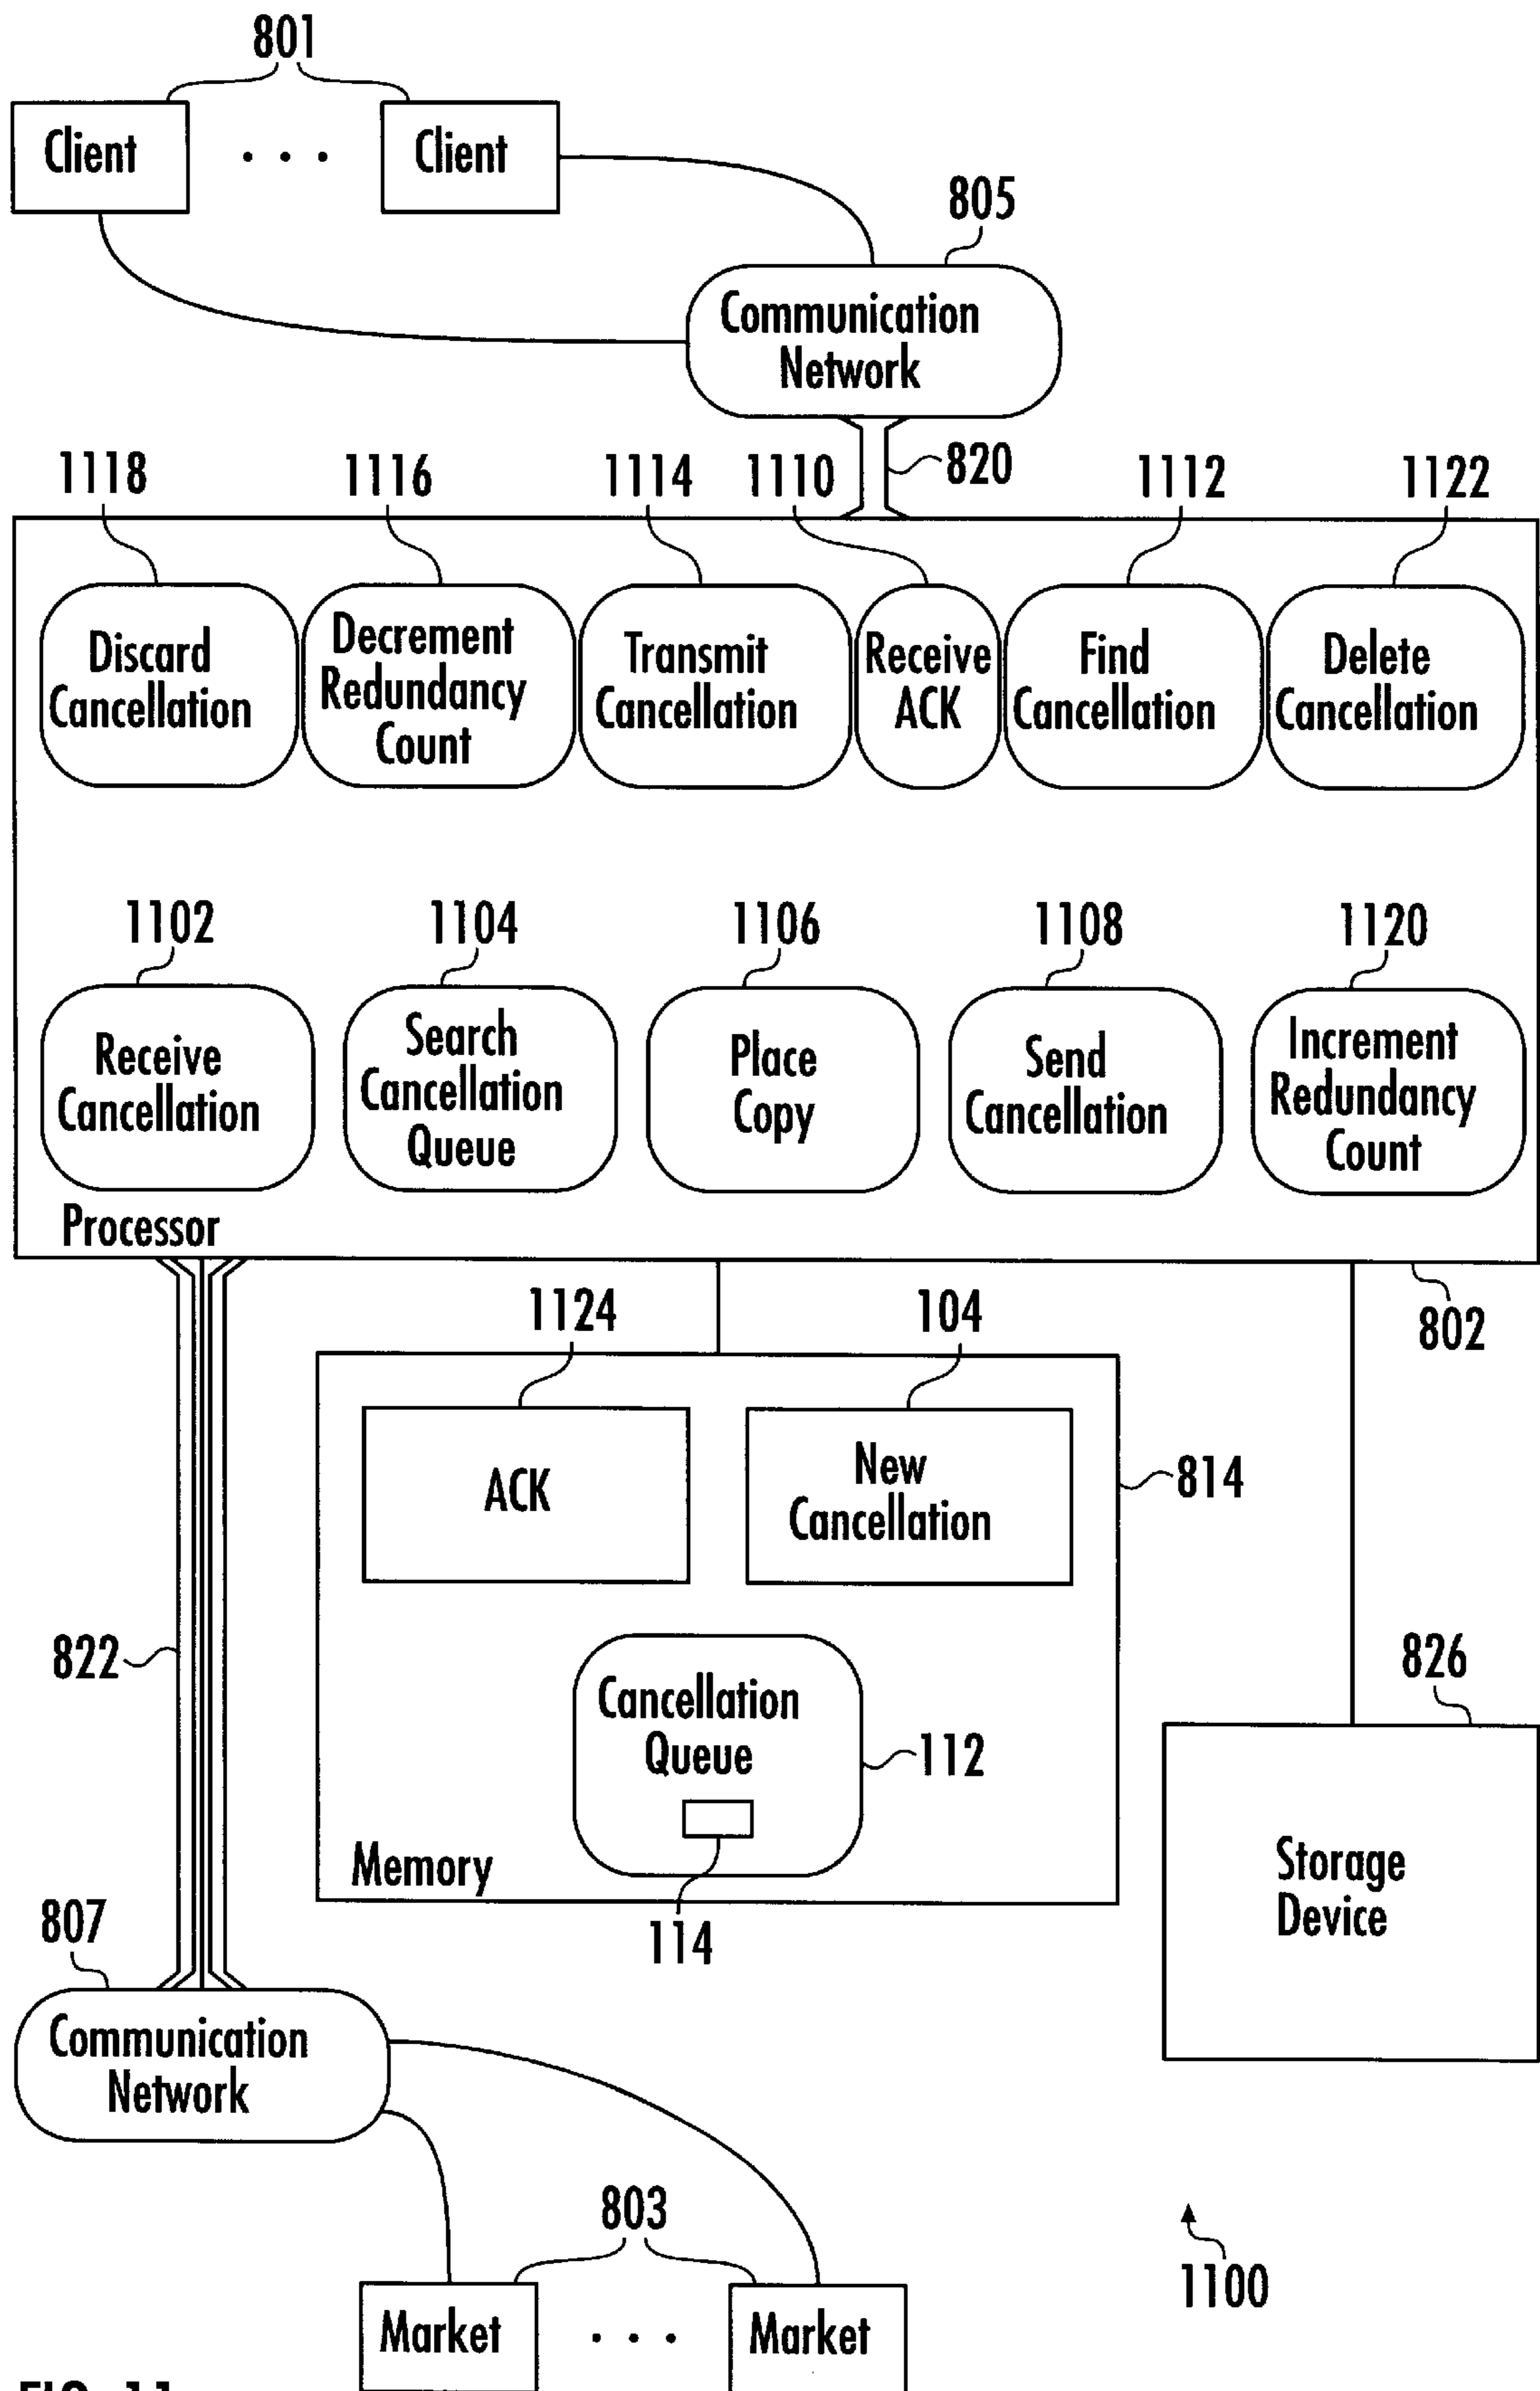 801
Client
. . .
Client
805
Communication
Network
820
1118
1116
1114
1110
1112
1122
Discard
Cancellation
Decrement
Redundancy
Count
Transmit
Cancellation
Receive
ACK
Find
Cancellation
Delete
Cancellation
1102
1104
1106
1108
1120
Receive
Cancellation
Search
Cancellation
Queue
Place
Copy
Send
Cancellation
Increment
Redundancy
Count
Processor
802
1124
104
ACK
New
Cancellation
814
822
Cancellation
Queue
112
826
Memory
114
Storage
Device
807
Communication
Network
803
1100
Market
. . .
Market